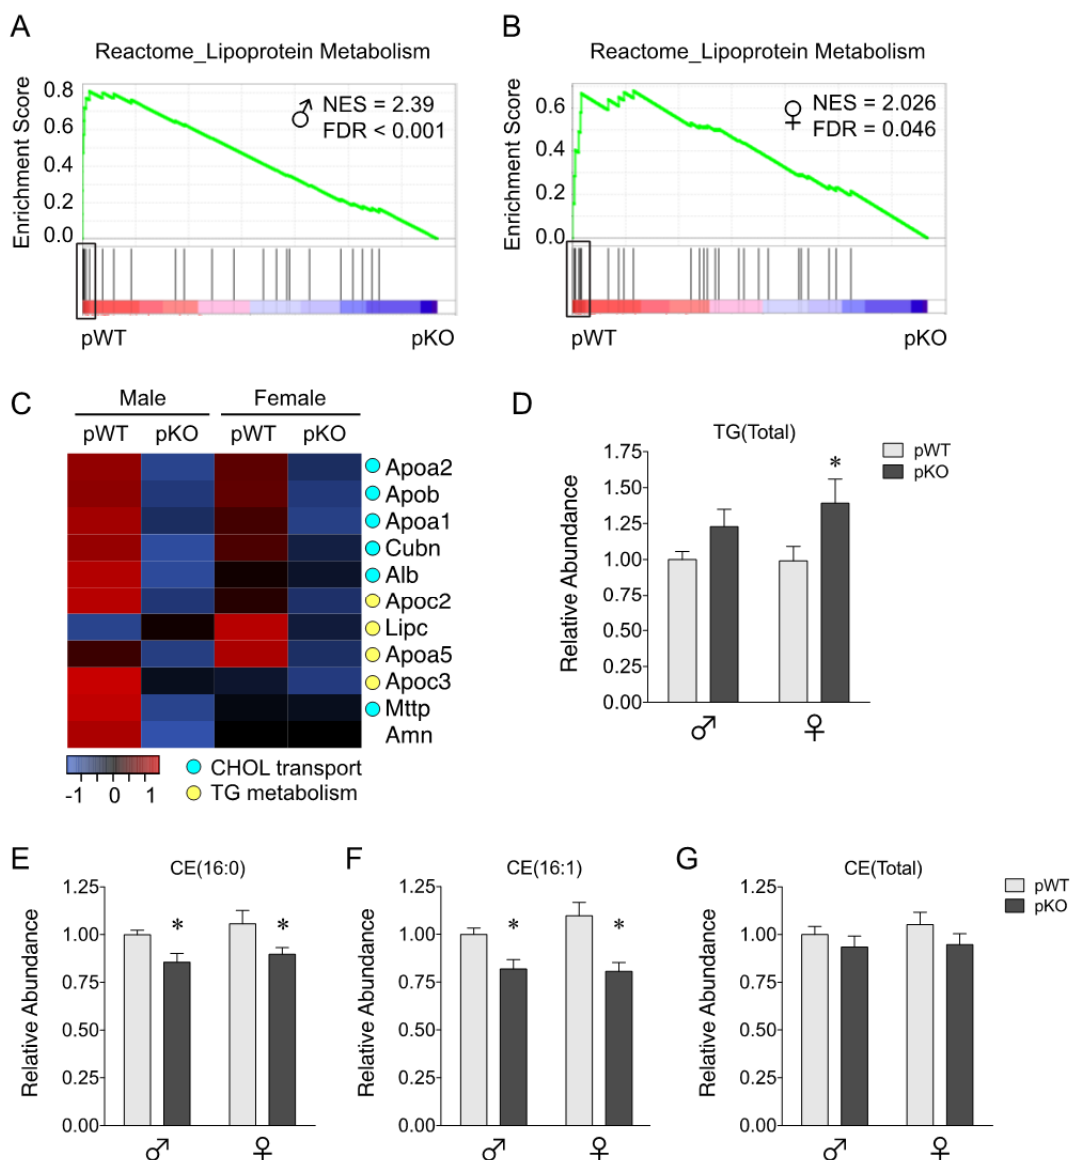 A
Reactome_Lipoprotein Metabolism
Enrichment Score
0.8
0.6
0.4
0.2
0.0
♂ NES = 2.39
FDR < 0.001
pWT pKO
B
Reactome_Lipoprotein Metabolism
Enrichment Score
0.6
0.4
0.2
0.0
♀ NES = 2.026
FDR = 0.046
pWT pKO
C
Male Female
pWT pKO pWT pKO
Apoa2
Apob
Apoa1
Cubn
Alb
Apoc2
Lipc
Apoa5
Apoc3
Mttp
Amn
-1 0 1
CHOL transport
TG metabolism
D
TG(Total)
Relative Abundance
1.75
1.50
1.25
1.00
0.75
0.50
0.25
0.00
*
♂ ♀
pWT
pKO
E
CE(16:0)
Relative Abundance
1.25
1.00
0.75
0.50
0.25
0.00
* *
♂ ♀
F
CE(16:1)
Relative Abundance
1.25
1.00
0.75
0.50
0.25
0.00
* *
♂ ♀
G
CE(Total)
Relative Abundance
1.25
1.00
0.75
0.50
0.25
0.00
♂ ♀
pWT
pKO